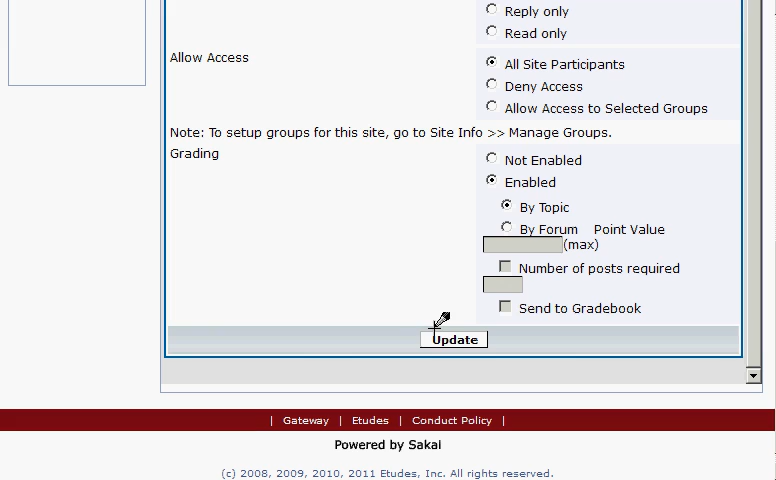 Reply only
Read only
Allow Access
All Site Participants
Deny Access
Allow Access to Selected Groups
Note: To setup groups for this site, go to Site Info >> Manage Groups.
Grading
Not Enabled
Enabled
By Topic
By Forum Point Value
(max)
Number of posts required
Send to Gradebook
Update
| Gateway | Etudes | Conduct Policy |
Powered by Sakai
(c) 2008, 2009, 2010, 2011 Etudes, Inc. All rights reserved.